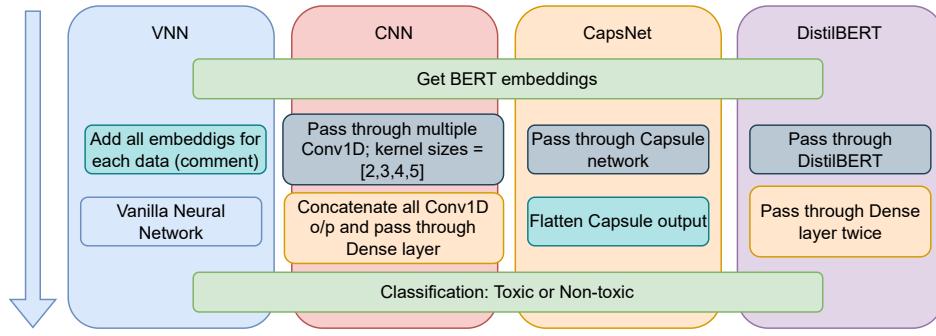 VNN
CNN
CapsNet
DistilBERT
Get BERT embeddings
Add all embeddigs for
each data (comment)
Pass through multiple
Conv1D; kernel sizes =
[2,3,4,5]
Pass through Capsule
network
Pass through
DistilBERT
Vanilla Neural
Network
Concatenate all Conv1D
o/p and pass through
Dense layer
Flatten Capsule output
Pass through Dense
layer twice
Classification: Toxic or Non-toxic